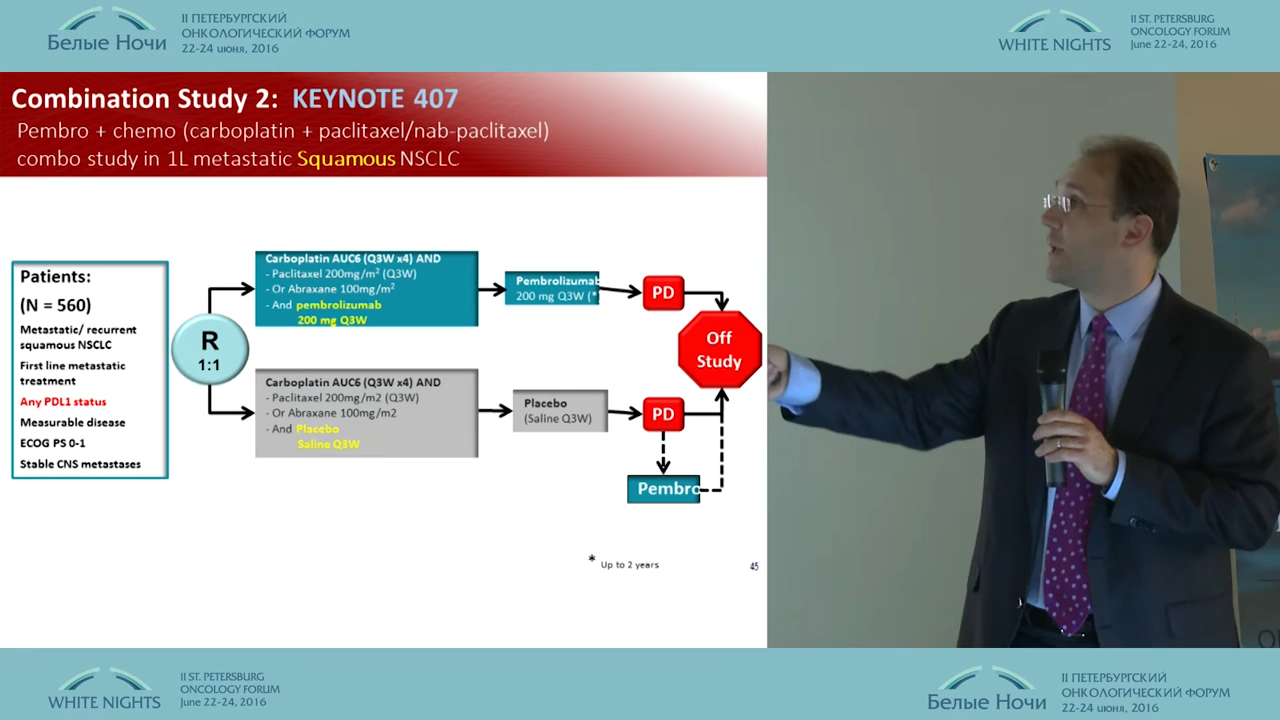 II ПЕТЕРБУРГСКИЙ
ОНКОЛОГИЧЕСКИЙ ФОРУМ
Белые Ночи
22-24 июня, 2016
II ST. PETERSBURG
ONCOLOGY FORUM
WHITE NIGHTS
June 22-24, 2016
Combination Study 2: KEYNOTE 407
Pembro + chemo (carboplatin + paclitaxel/nab-paclitaxel)
combo study in 1L metastatic Squamous NSCLC
Patients:
(N = 560)
Metastatic/ recurrent
squamous NSCLC
First line metastatic
treatment
Any PDL1 status
Measurable disease
ECOG PS 0-1
Stable CNS metastases
R
1:1
Carboplatin AUC6 (Q3W x4) AND
- Paclitaxel 200mg/m² (Q3W)
- Or Abraxane 100mg/m²
- And pembrolizumab
200 mg Q3W
Pembrolizumab
200 mg Q3W (*
PD
Off
Study
Carboplatin AUC6 (Q3W x4) AND
- Paclitaxel 200mg/m2 (Q3W)
- Or Abraxane 100mg/m2
- And Placebo
Saline Q3W
Placebo
(Saline Q3W)
PD
Pembro
* Up to 2 years
45
II ST. PETERSBURG
ONCOLOGY FORUM
WHITE NIGHTS
June 22-24, 2016
II ПЕТЕРБУРГСКИЙ
ОНКОЛОГИЧЕСКИЙ ФОРУМ
Белые Ночи
22-24 июня, 2016